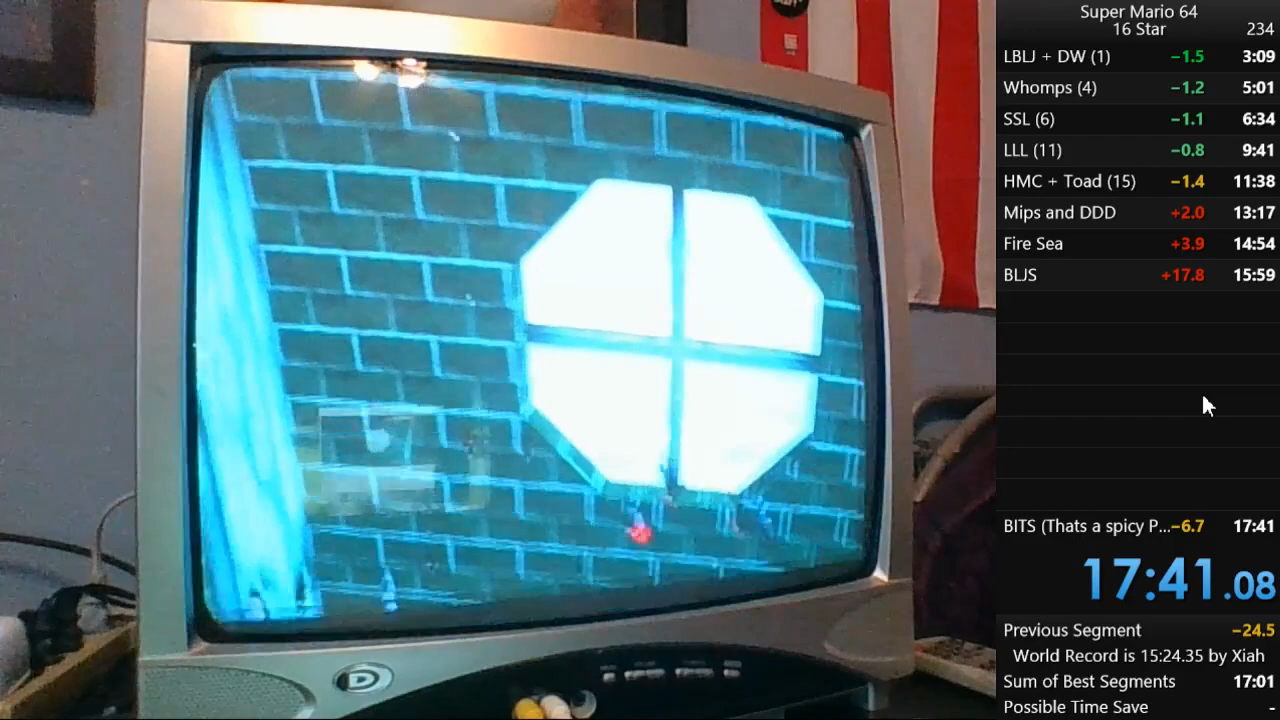 Super Mario 64
16 Star 234
LBLJ + DW (1) −1.5 3:09
Whomps (4) −1.2 5:01
SSL (6) −1.1 6:34
LLL (11) −0.8 9:41
HMC + Toad (15) −1.4 11:38
Mips and DDD +2.0 13:17
Fire Sea +3.9 14:54
BLJS +17.8 15:59
BITS (Thats a spicy P... −6.7 17:41
17:41.08
Previous Segment −24.5
World Record is 15:24.35 by Xiah
Sum of Best Segments 17:01
Possible Time Save -
D